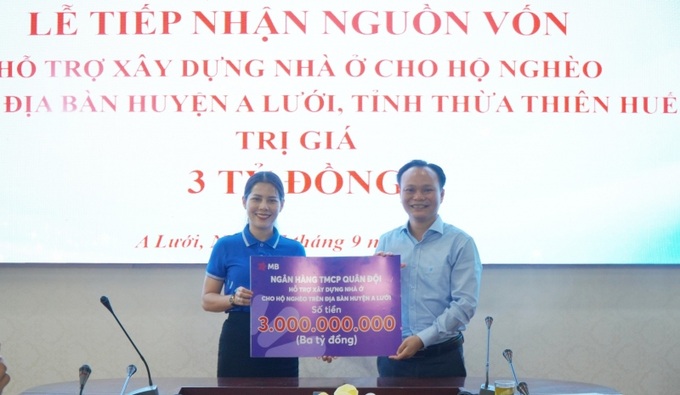 LỄ TIẾP NHẬN NGUỒN VỐN
HỖ TRỢ XÂY DỰNG NHÀ Ở CHO HỘ NGHÈO
ĐỊA BÀN HUYỆN A LƯỚI, TỈNH THỪA THIÊN HUẾ
TRỊ GIÁ
3 TỶ ĐỒNG
A Lưới, tháng 9
MB
NGÂN HÀNG TMCP QUÂN ĐỘI
HỖ TRỢ XÂY DỰNG NHÀ Ở
CHO HỘ NGHÈO TRÊN ĐỊA BÀN HUYỆN A LƯỚI
Số tiền
3.000.000.000
(Ba tỷ đồng)